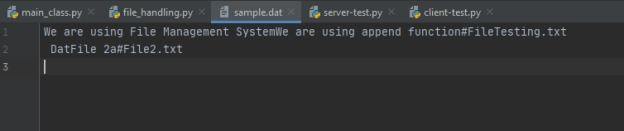 main_class.py file_handling.py sample.dat server-test.py client-test.py
1 We are using File Management SystemWe are using append function#FileTesting.txt
2 DatFile 2a#File2.txt
3